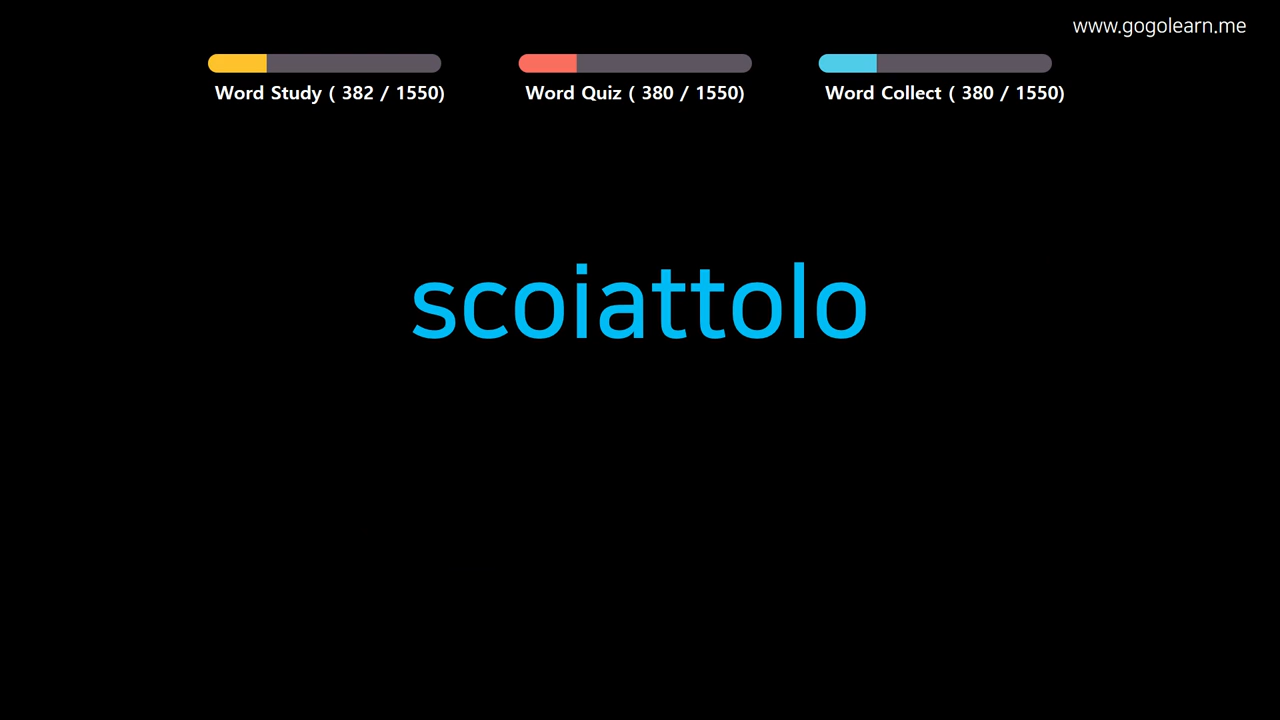 www.gogolearn.me
Word Study ( 382 / 1550)
Word Quiz ( 380 / 1550)
Word Collect ( 380 / 1550)
scoiattolo